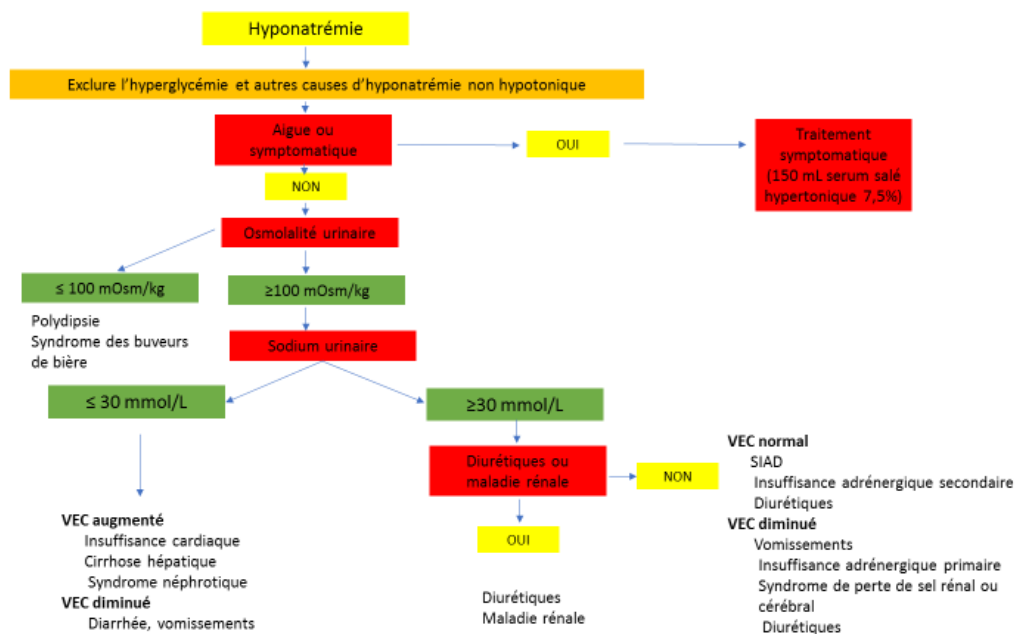 Hyponatrémie
Exclure l’hyperglycémie et autres causes d’hyponatrémie non hypotonique
Aigue ou
symptomatique
OUI
Traitement
symptomatique
(150 mL serum salé
hypertonique 7,5%)
NON
Osmolalité urinaire
≤ 100 mOsm/kg
≥100 mOsm/kg
Polydipsie
Syndrome des buveurs
de bière
Sodium urinaire
≤ 30 mmol/L
≥30 mmol/L
VEC augmenté
Insuffisance cardiaque
Cirrhose hépatique
Syndrome néphrotique
VEC diminué
Diarrhée, vomissements
Diurétiques ou
maladie rénale
OUI
Diurétiques
Maladie rénale
NON
VEC normal
SIAD
Insuffisance adrénergique secondaire
Diurétiques
VEC diminué
Vomissements
Insuffisance adrénergique primaire
Syndrome de perte de sel rénal ou
cérébral
Diurétiques